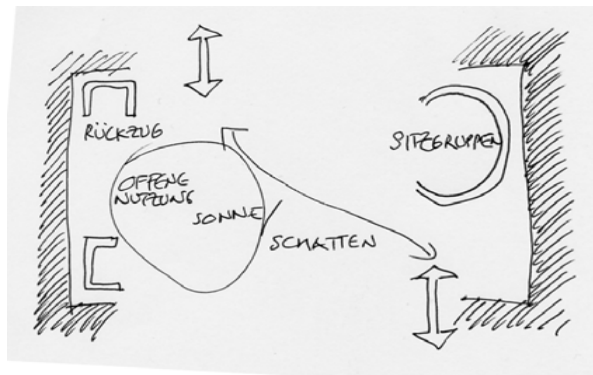 RÜCKZUG
SITZGRUPPEN
OFFENE
NUTZUNG
SONNE
SCHATTEN